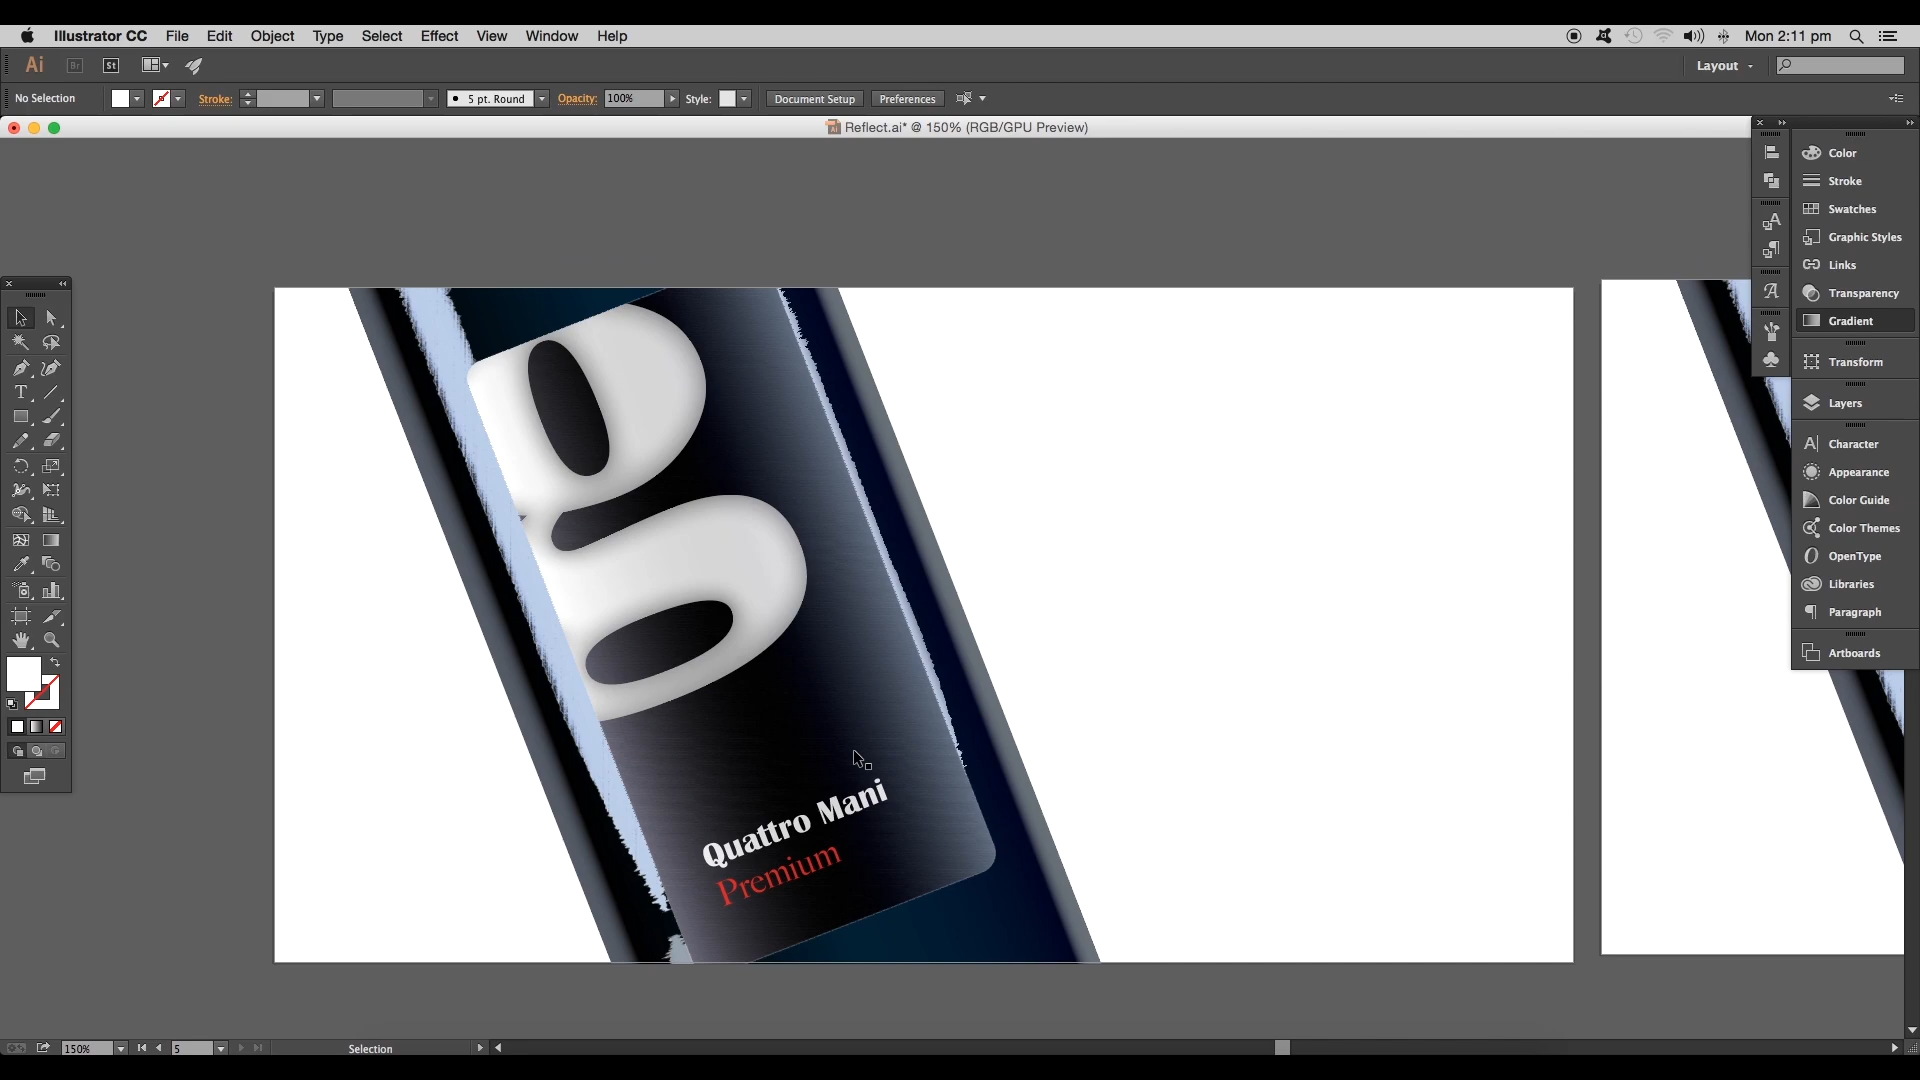 Illustrator CC File Edit Object Type Select Effect View Window Help Mon 2:11 pm
Ai Br St Layout
No Selection Stroke: 5 pt. Round Opacity: 100% Style: Document Setup Preferences
Reflect.ai* @ 150% (RGB/GPU Preview)
Color
Stroke
Swatches
Graphic Styles
Links
Transparency
Gradient
Transform
Layers
Character
Appearance
Color Guide
Color Themes
OpenType
Libraries
Paragraph
Artboards
Quattro Mani
Premium
150% 5 Selection